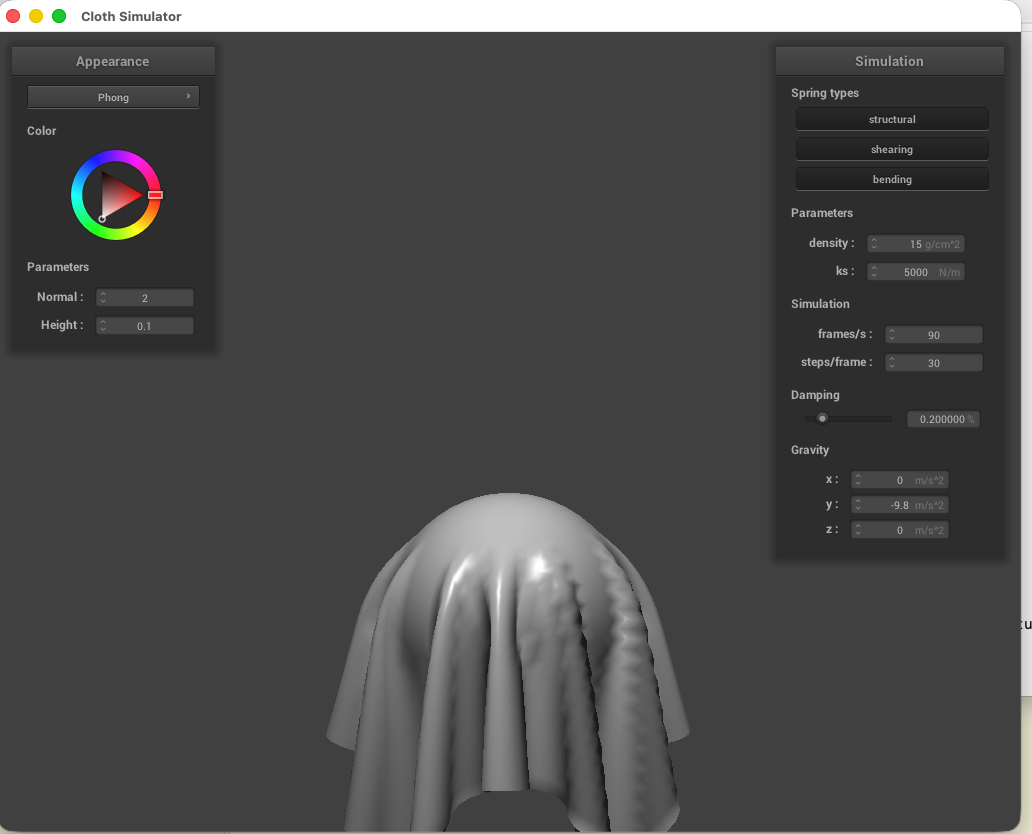 Cloth Simulator
Appearance
Phong
Color
Parameters
Normal : 2
Height : 0.1
Simulation
Spring types
structural
shearing
bending
Parameters
density : 15 g/cm^2
ks : 5000 N/m
Simulation
frames/s : 90
steps/frame : 30
Damping
0.200000 %
Gravity
x : 0 m/s^2
y : -9.8 m/s^2
z : 0 m/s^2